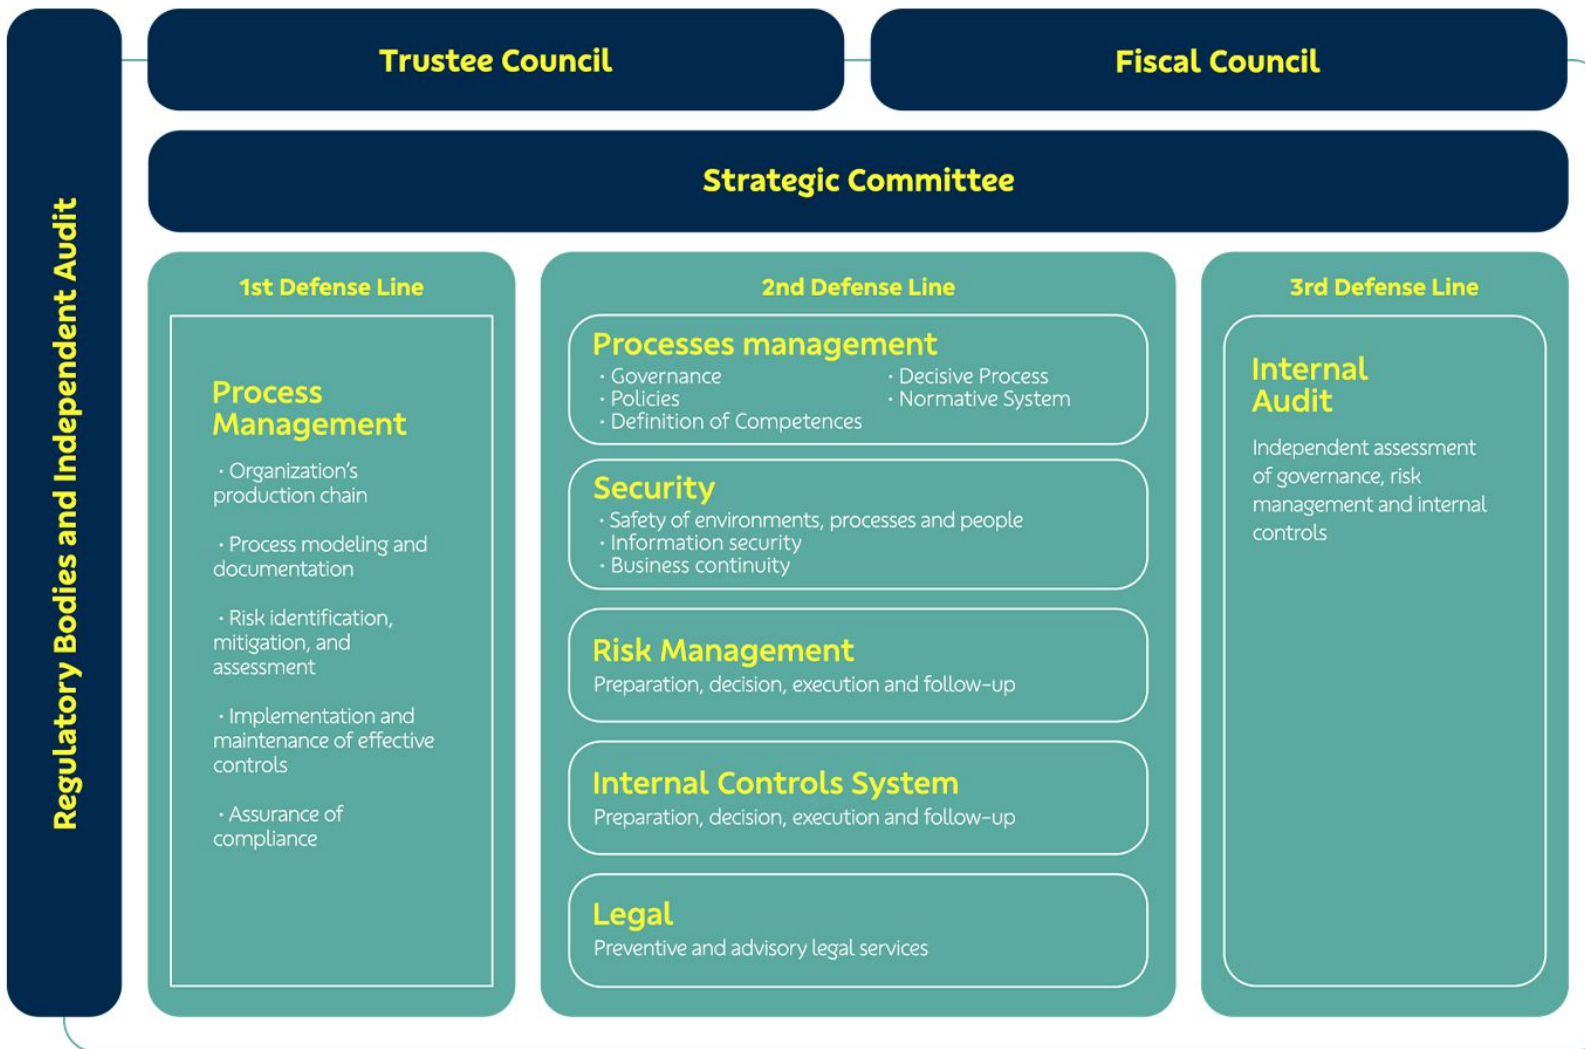 Regulatory Bodies and Independent Audit
Trustee Council
Fiscal Council
Strategic Committee
1st Defense Line
Process
Management
· Organization's
production chain
· Process modeling and
documentation
· Risk identification,
mitigation, and
assessment
· Implementation and
maintenance of effective
controls
· Assurance of
compliance
2nd Defense Line
Processes management
· Governance
· Policies
· Definition of Competences
· Decisive Process
· Normative System
Security
· Safety of environments, processes and people
· Information security
· Business continuity
Risk Management
Preparation, decision, execution and follow-up
Internal Controls System
Preparation, decision, execution and follow-up
Legal
Preventive and advisory legal services
3rd Defense Line
Internal
Audit
Independent assessment
of governance, risk
management and internal
controls